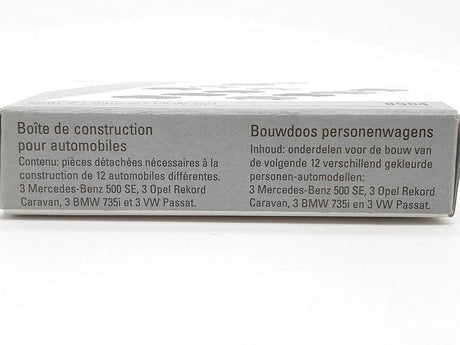 Boîte de construction
pour automobiles
Contenu: pièces détachées nécessaires à la
construction de 12 automobiles différentes.
3 Mercedes-Benz 500 SE, 3 Opel Rekord
Caravan, 3 BMW 735i et 3 VW Passat.
Bouwdoos personenwagens
Inhoud: onderdelen voor de bouw van
de volgende 12 verschillend gekleurde
personen-automodellen:
3 Mercedes-Benz 500 SE, 3 Opel Rekord
Caravan, 3 BMW 735i en 3 VW Passat.